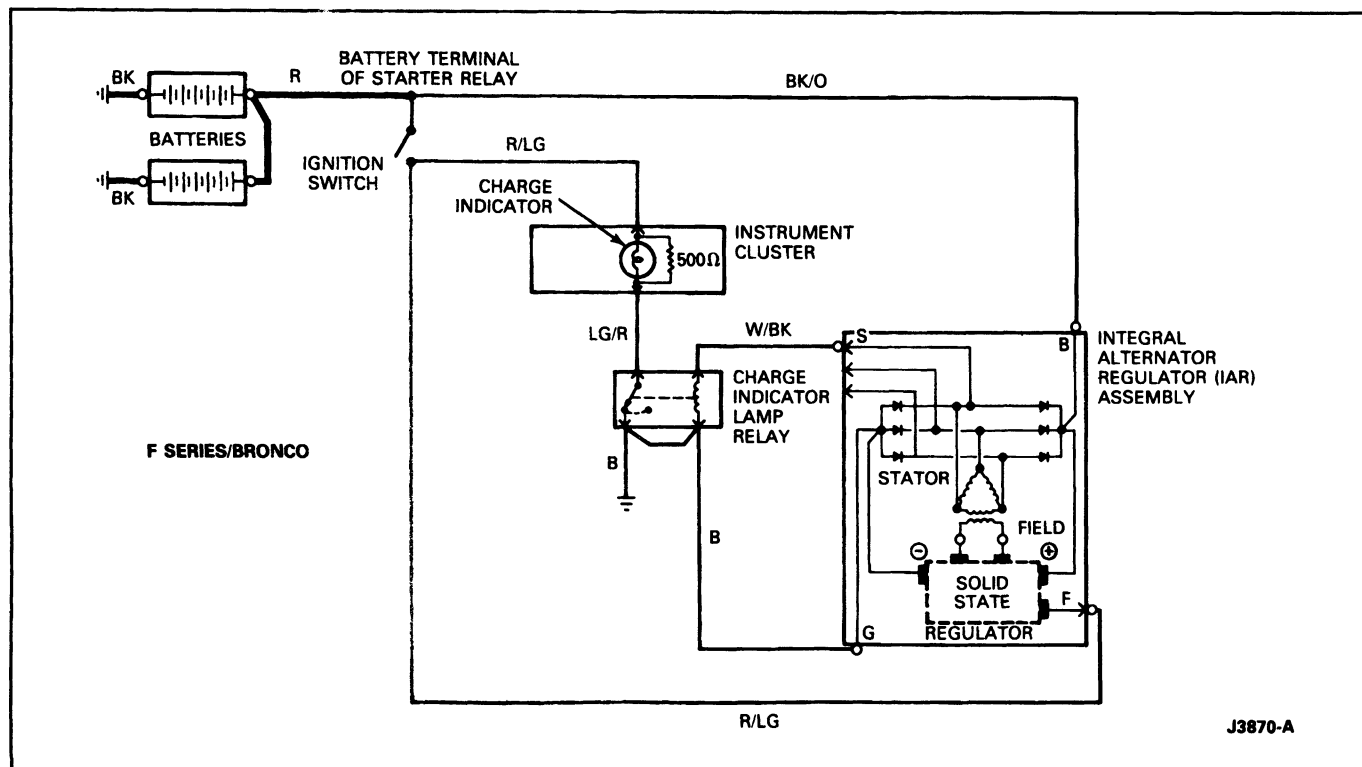 BATTERY TERMINAL
OF STARTER RELAY
BK
R
BK/O
BATTERIES
BK
IGNITION
SWITCH
R/LG
CHARGE
INDICATOR
INSTRUMENT
CLUSTER
500Ω
LG/R
W/BK
S
B
INTEGRAL
ALTERNATOR
REGULATOR (IAR)
ASSEMBLY
CHARGE
INDICATOR
LAMP
RELAY
F SERIES/BRONCO
B
STATOR
B
FIELD
⊖
⊕
SOLID
STATE
F
REGULATOR
G
R/LG
J3870-A